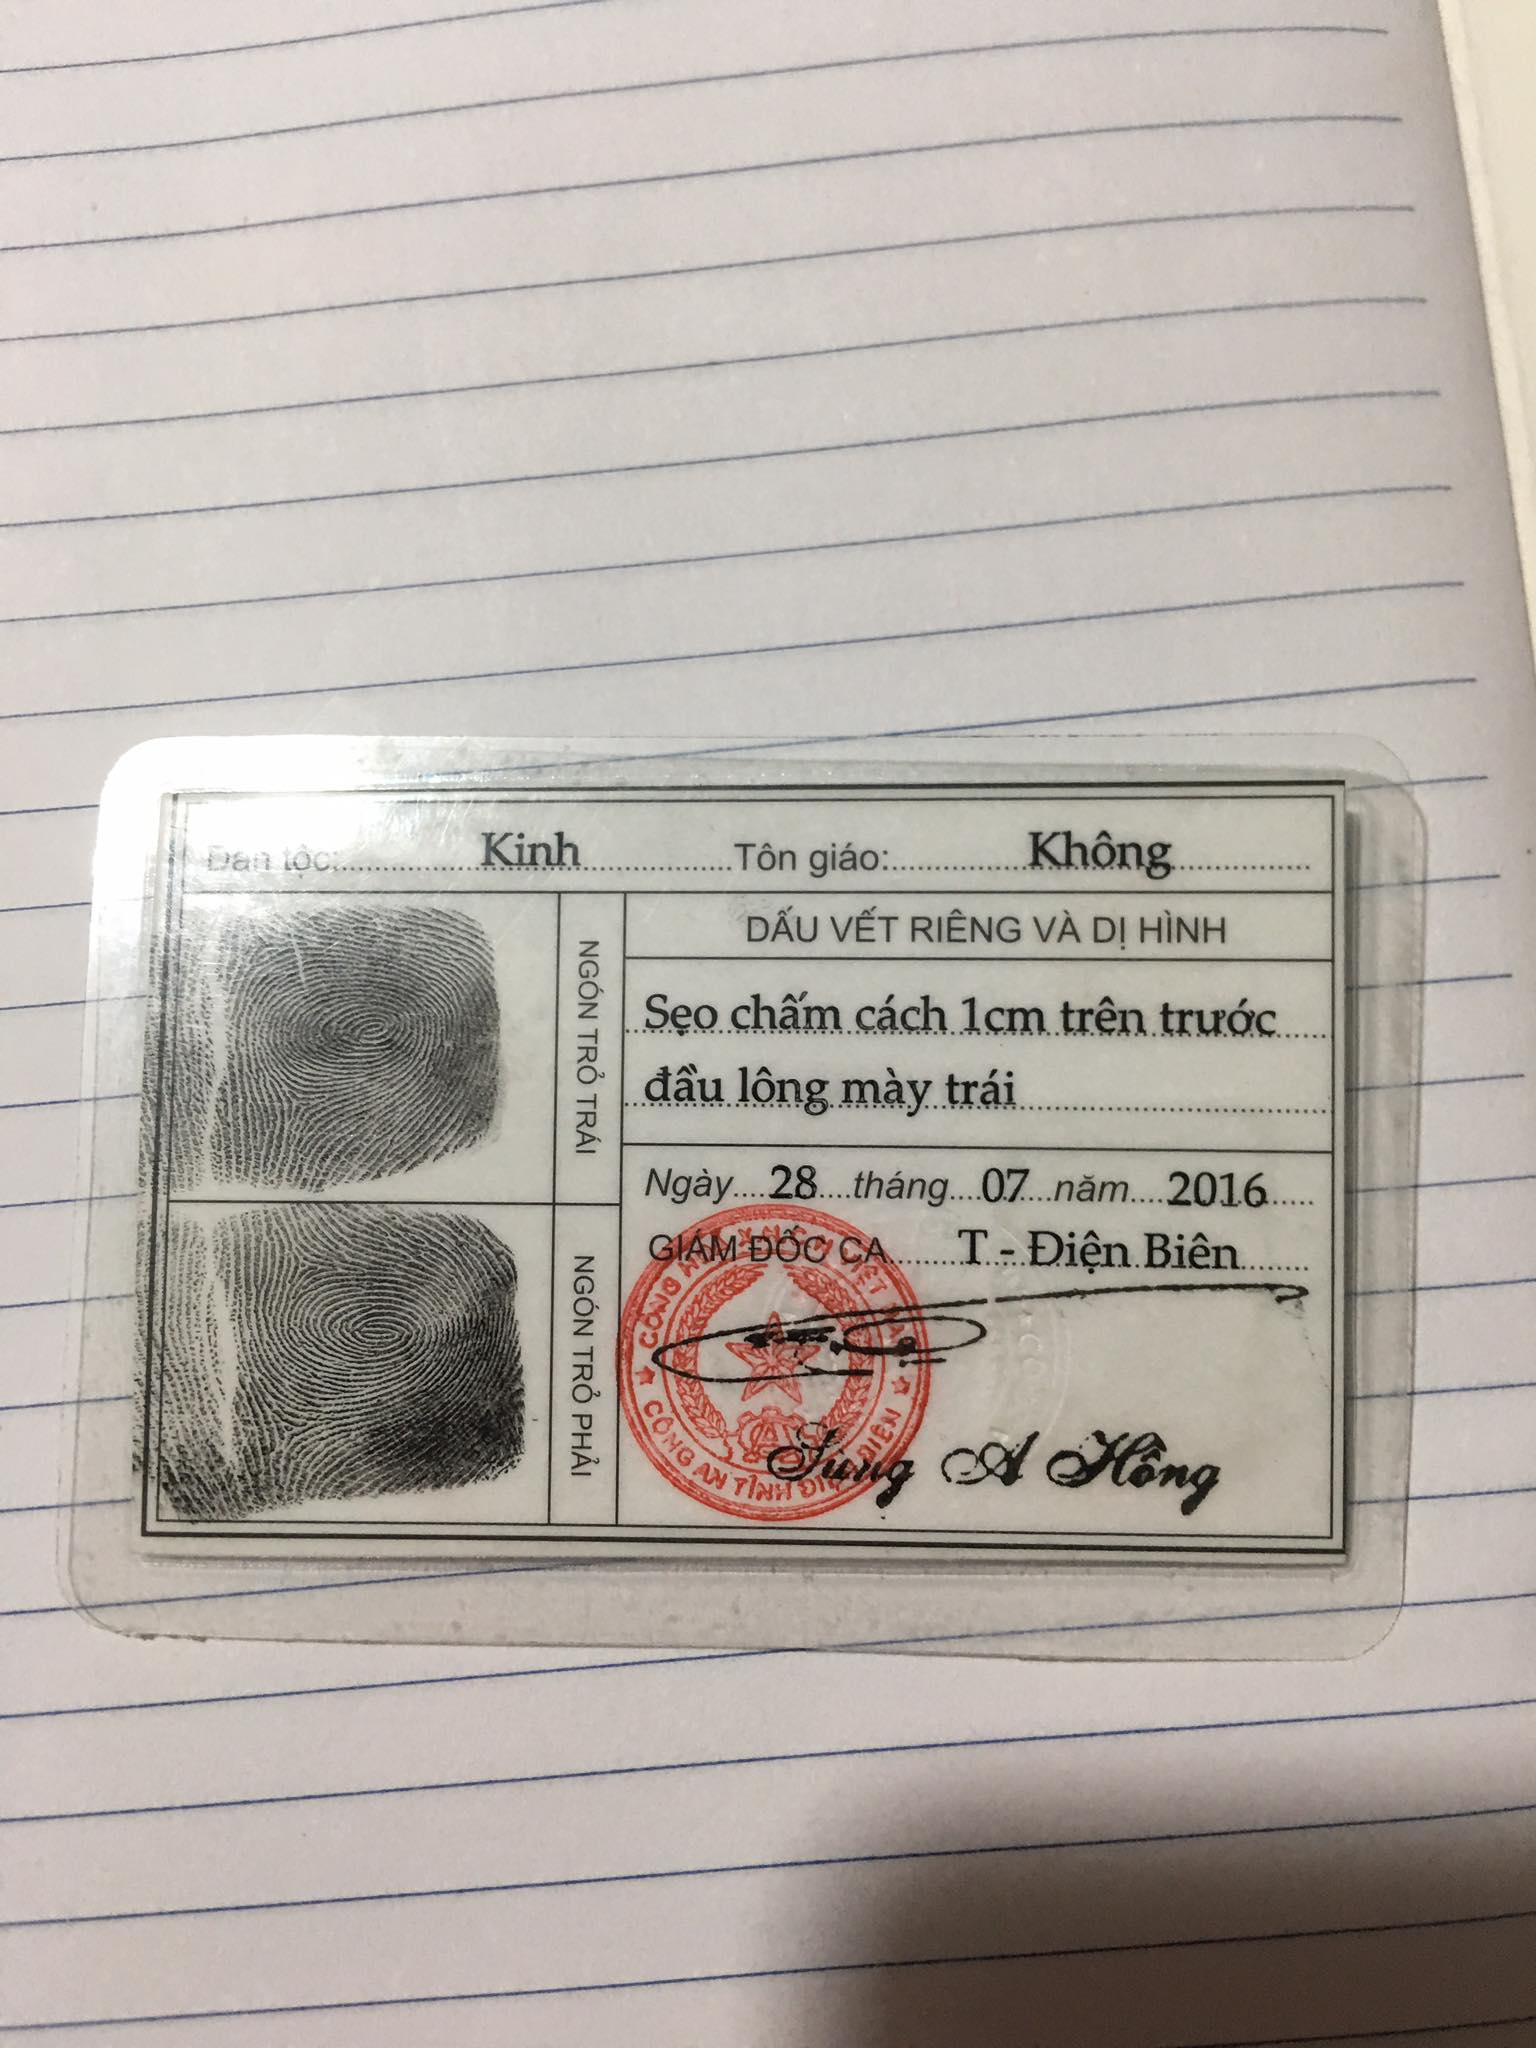 Dân tộc: Kinh Tôn giáo: Không
NGÓN TRỎ TRÁI
DẤU VẾT RIÊNG VÀ DỊ HÌNH
Sẹo chấm cách 1cm trên trước
đầu lông mày trái
Ngày 28 tháng 07 năm 2016
GIÁM ĐỐC CA T - Điện Biên
NGÓN TRỎ PHẢI
CÔNG AN TỈNH ĐIỆN BIÊN
Sùng A Hồng